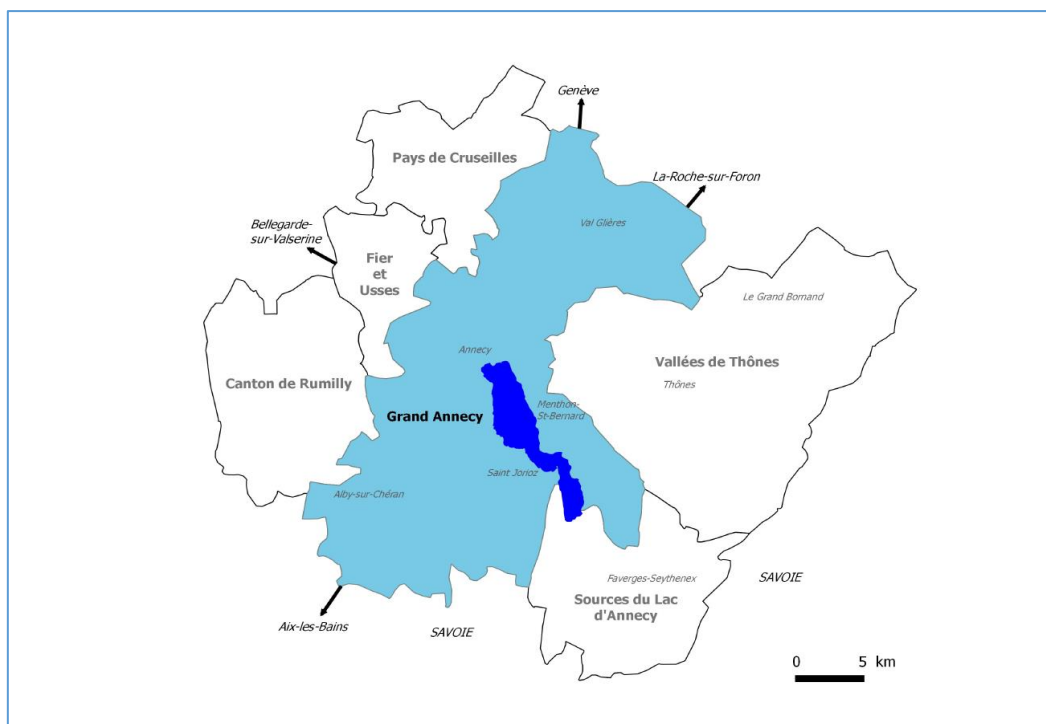 Genève
Pays de Cruseilles
La-Roche-sur-Foron
Bellegarde-
sur-Valserine
Val Glières
Fier
et
Usses
Le Grand Bornand
Annecy
Vallées de Thônes
Canton de Rumilly
Thônes
Grand Annecy
Menthon-
St-Bernard
Saint Jorioz
Alby-sur-Chéran
Faverges-Seythenex
SAVOIE
Sources du Lac
d'Annecy
Aix-les-Bains
SAVOIE
0 5 km